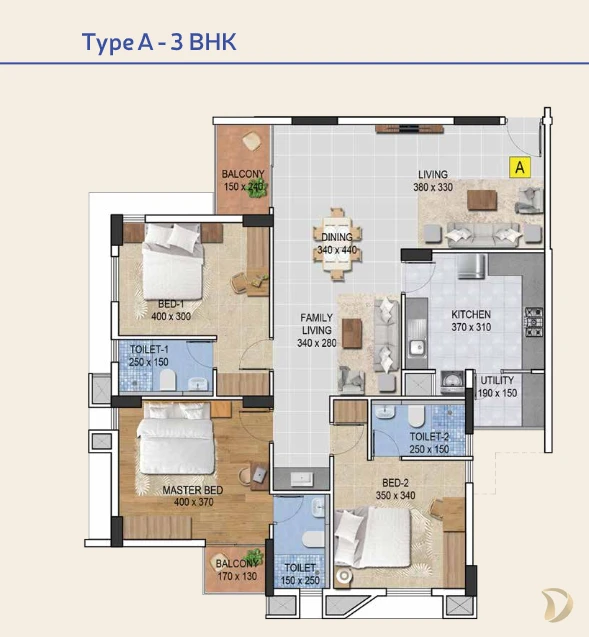 Type A - 3 BHK
BALCONY
150 x 240
LIVING
380 x 330
A
DINING
340 x 440
BED-1
400 x 300
FAMILY
LIVING
340 x 280
KITCHEN
370 x 310
TOILET-1
250 x 150
UTILITY
190 x 150
TOILET-2
250 x 150
MASTER BED
400 x 370
BED-2
350 x 340
BALCONY
170 x 130
TOILET
150 x 250